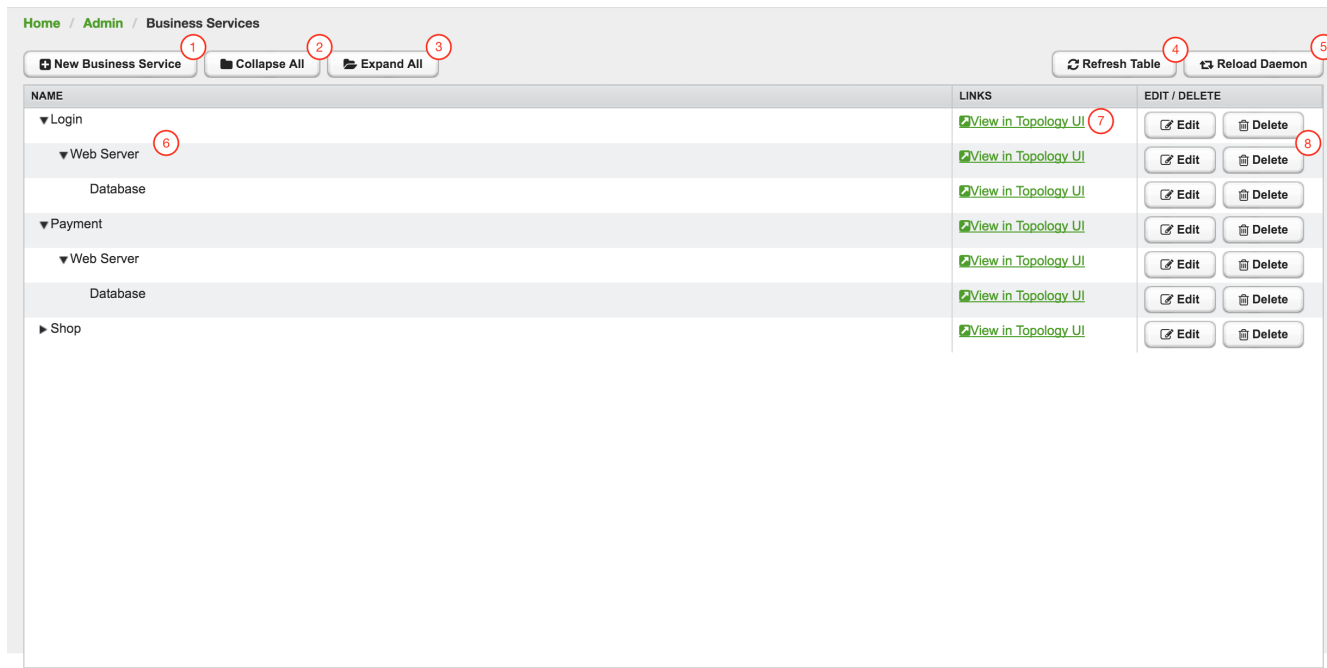 Home / Admin / Business Services
1 2 3 4 5
New Business Service Collapse All Expand All Refresh Table Reload Daemon
NAME LINKS EDIT / DELETE
Login View in Topology UI 7 Edit Delete
6 8
Web Server View in Topology UI Edit Delete
Database View in Topology UI Edit Delete
Payment View in Topology UI Edit Delete
Web Server View in Topology UI Edit Delete
Database View in Topology UI Edit Delete
Shop View in Topology UI Edit Delete